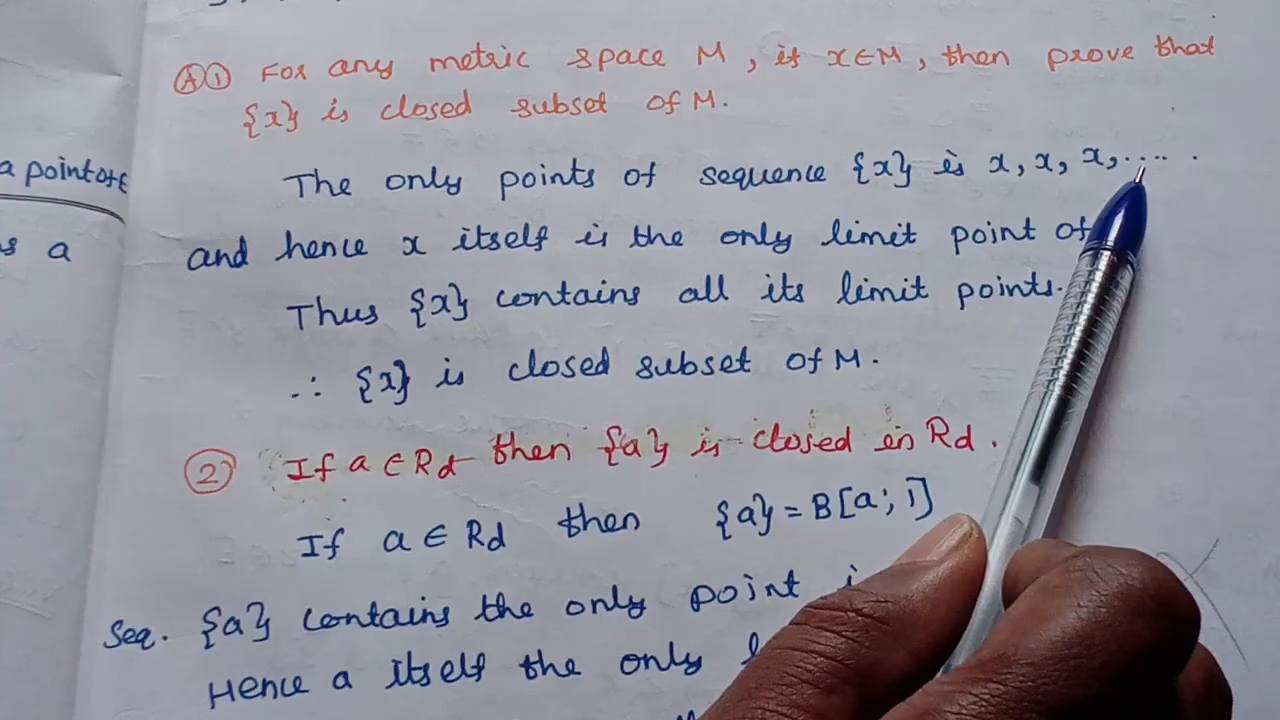 a point of E
s a
A1 For any metric space M, if x∈M, then prove that
{x} is closed subset of M.
The only points of sequence {x} is x, x, x, .....
and hence x itself is the only limit point of
Thus {x} contains all its limit points.
∴ {x} is closed subset of M.
2 If a ∈ Rd then {a} is closed in Rd.
If a ∈ Rd then {a} = B[a; 1]
Seq. {a} contains the only point
Hence a itself the only